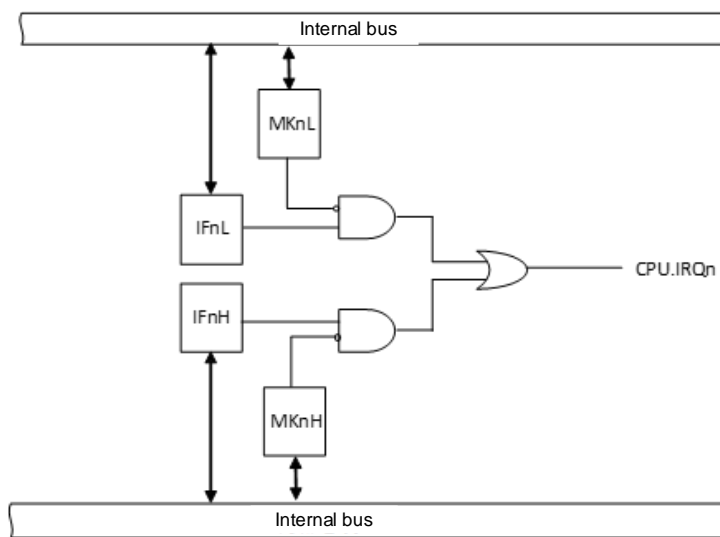 Internal bus
MKnL
IFnL
CPU.IRQn
IFnH
MKnH
Internal bus